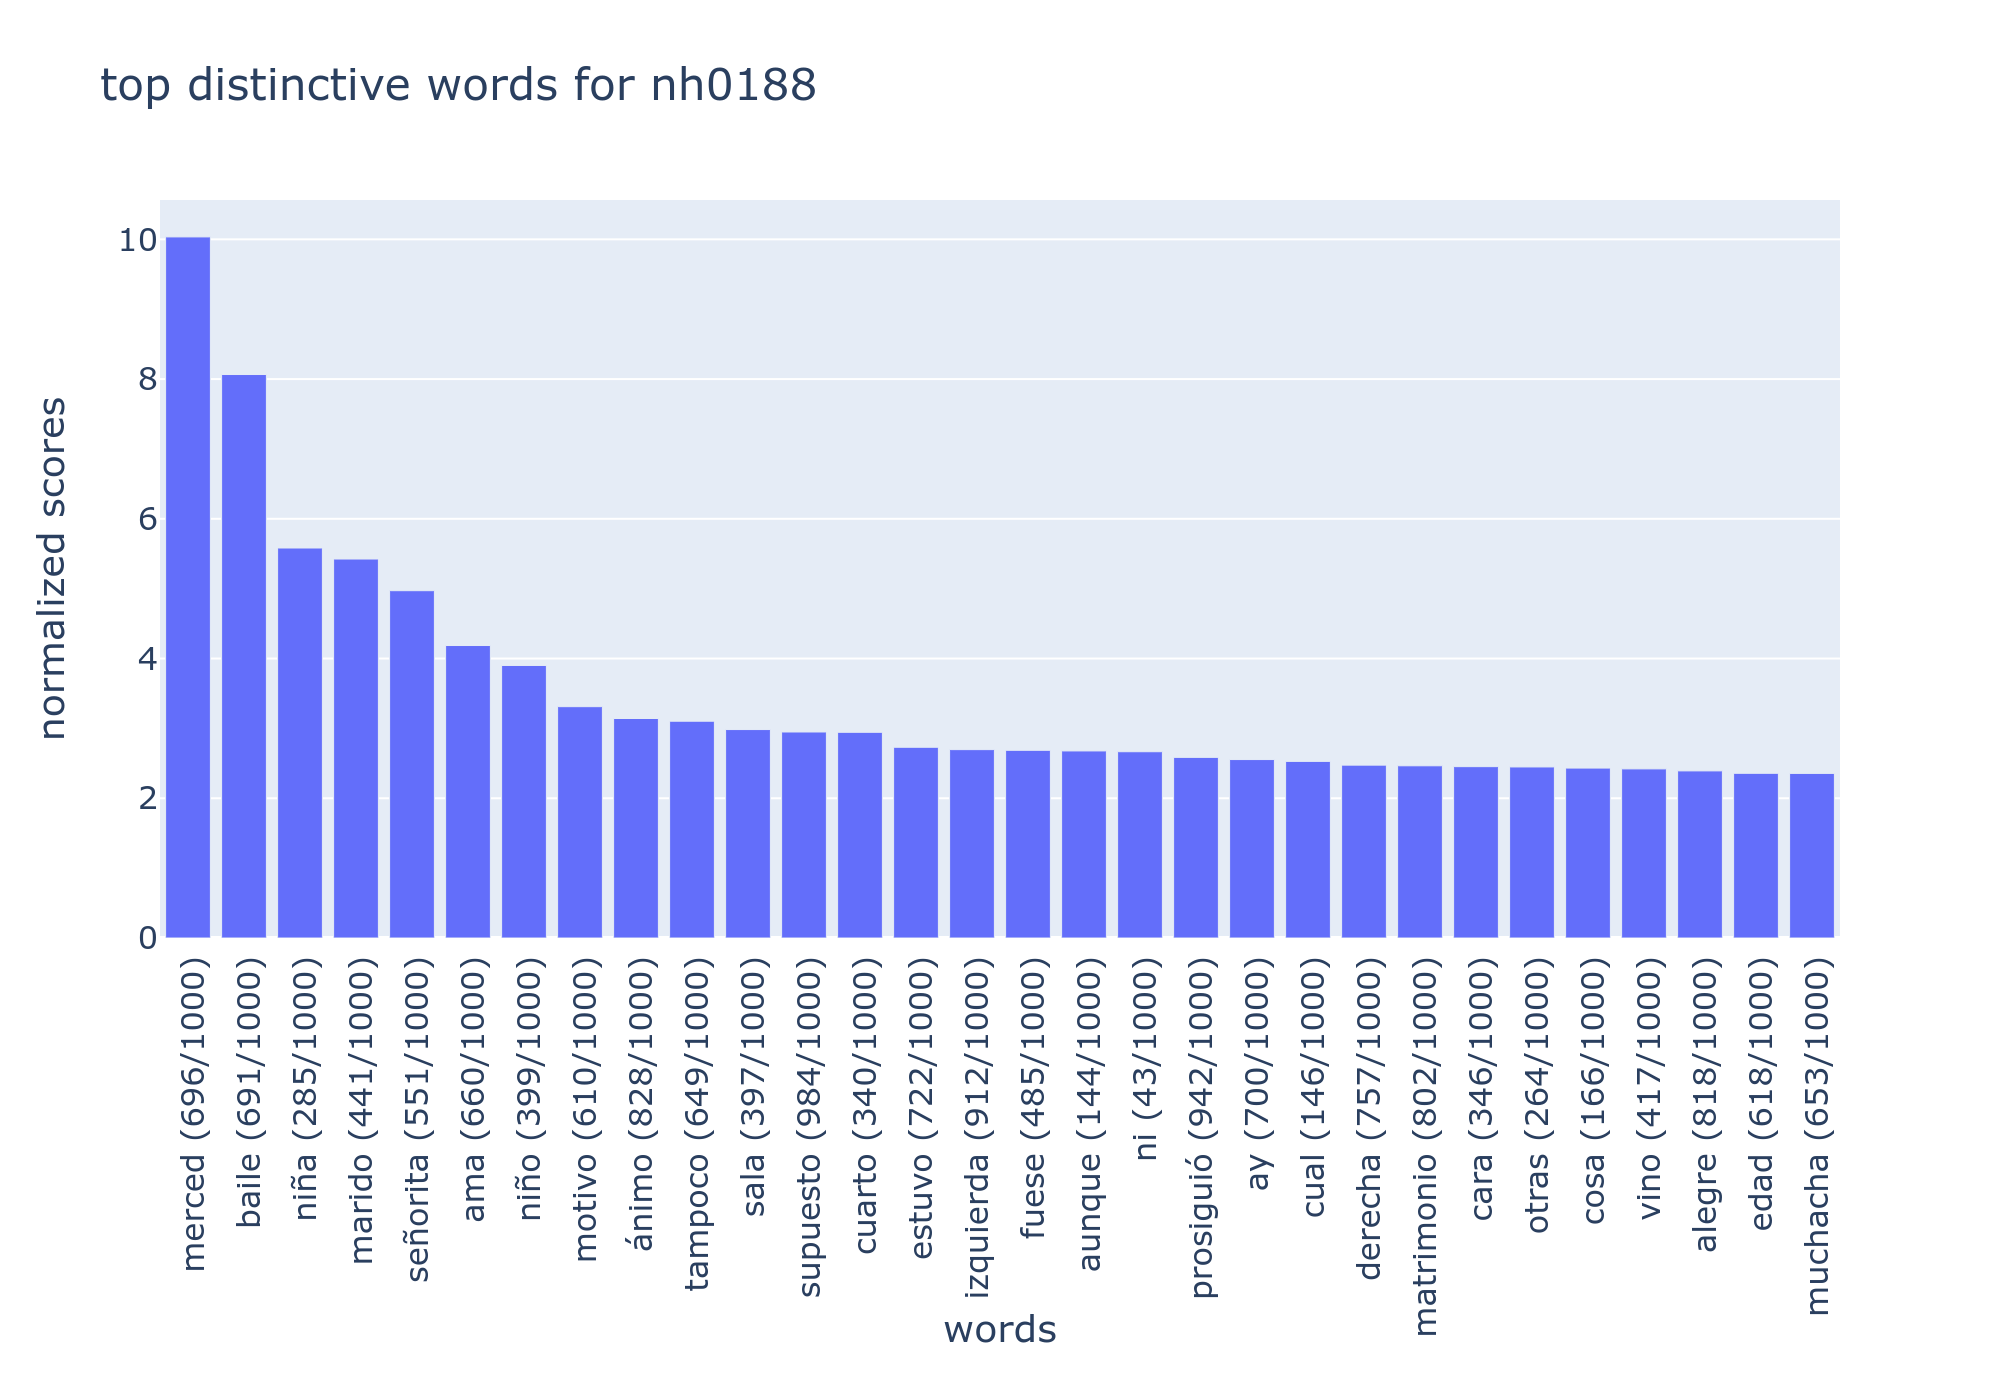 top distinctive words for nh0188
normalized scores
10
8
6
4
2
0
merced (696/1000)
baile (691/1000)
niña (285/1000)
marido (441/1000)
señorita (551/1000)
ama (660/1000)
niño (399/1000)
motivo (610/1000)
ánimo (828/1000)
tampoco (649/1000)
sala (397/1000)
supuesto (984/1000)
cuarto (340/1000)
estuvo (722/1000)
izquierda (912/1000)
fuese (485/1000)
aunque (144/1000)
ni (43/1000)
prosiguió (942/1000)
ay (700/1000)
cual (146/1000)
derecha (757/1000)
matrimonio (802/1000)
cara (346/1000)
otras (264/1000)
cosa (166/1000)
vino (417/1000)
alegre (818/1000)
edad (618/1000)
muchacha (653/1000)
words